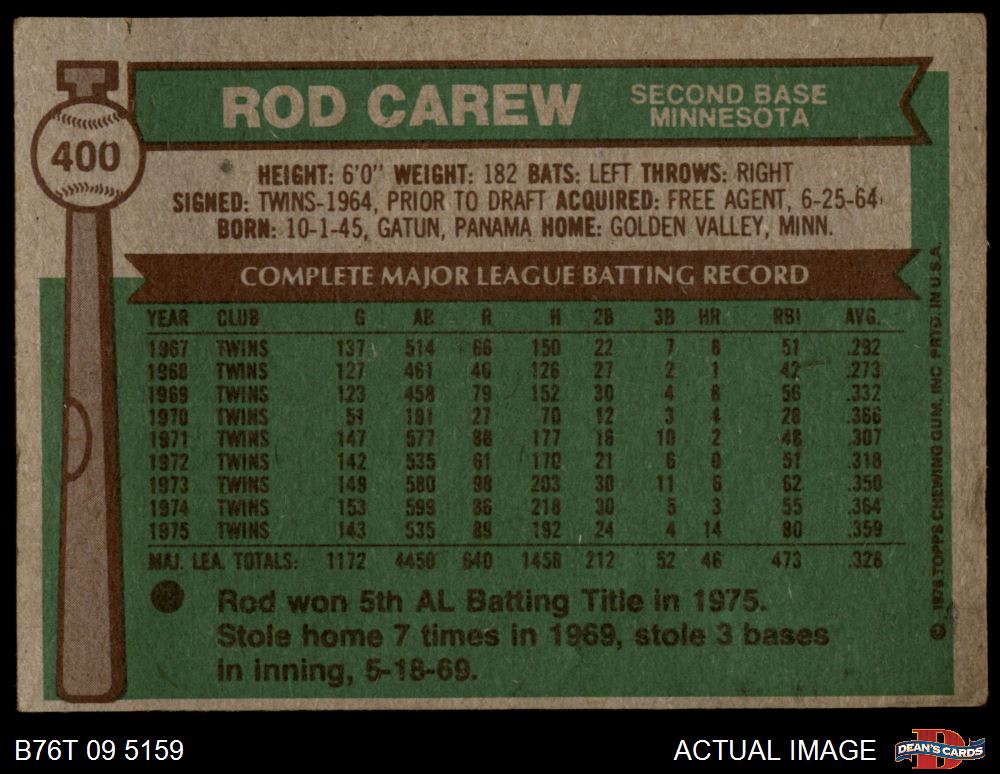 400
ROD CAREW
SECOND BASE
MINNESOTA
HEIGHT: 6'0" WEIGHT: 182 BATS: LEFT THROWS: RIGHT
SIGNED: TWINS-1964, PRIOR TO DRAFT ACQUIRED: FREE AGENT, 6-25-64
BORN: 10-1-45, GATUN, PANAMA HOME: GOLDEN VALLEY, MINN.
COMPLETE MAJOR LEAGUE BATTING RECORD
YEAR CLUB G AB R H 2B 3B HR RBI AVG.
1967 TWINS 137 514 66 150 22 7 8 51 .292
1968 TWINS 127 461 46 126 27 2 1 42 .273
1969 TWINS 123 458 79 152 30 4 8 56 .332
1970 TWINS 51 191 27 70 12 3 4 28 .366
1971 TWINS 147 577 88 177 16 10 2 48 .307
1972 TWINS 142 535 61 170 21 6 0 51 .318
1973 TWINS 149 580 98 203 30 11 6 62 .350
1974 TWINS 153 599 86 218 30 5 3 55 .364
1975 TWINS 143 535 89 192 24 4 14 80 .359
MAJ. LEA. TOTALS: 1172 4450 640 1458 212 52 46 473 .328
Rod won 5th AL Batting Title in 1975.
Stole home 7 times in 1969, stole 3 bases
in inning, 5-18-69.
© 1976 TOPPS CHEWING GUM, INC PRTD. IN U.S.A.
B76T 09 5159
ACTUAL IMAGE
DEAN'S CARDS